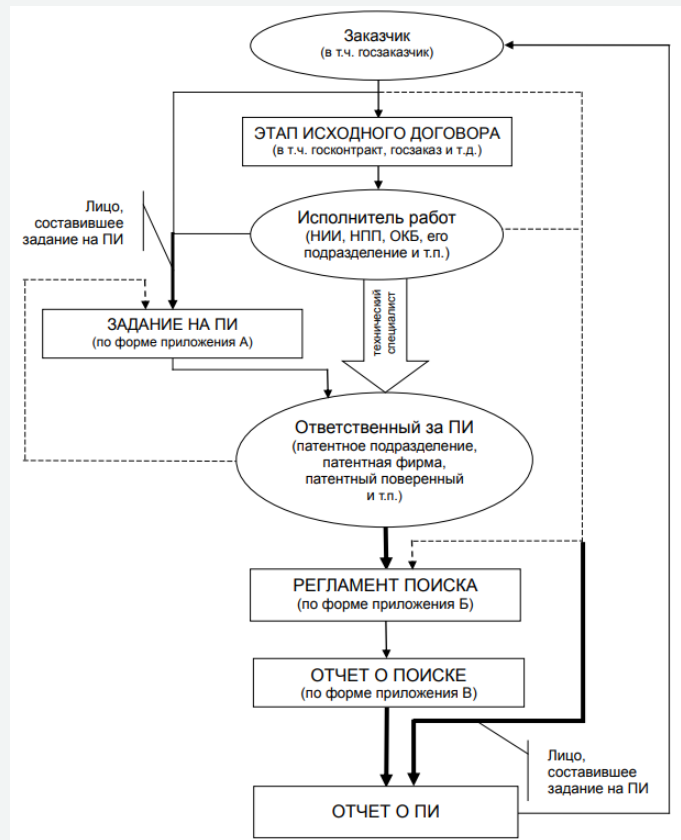 Заказчик
(в т.ч. госзаказчик)
ЭТАП ИСХОДНОГО ДОГОВОРА
(в т.ч. госконтракт, госзаказ и т.д.)
Лицо,
составившее
задание на ПИ
Исполнитель работ
(НИИ, НПП, ОКБ, его
подразделение и т.п.)
технический
специалист
ЗАДАНИЕ НА ПИ
(по форме приложения А)
Ответственный за ПИ
(патентное подразделение,
патентная фирма,
патентный поверенный
и т.п.)
РЕГЛАМЕНТ ПОИСКА
(по форме приложения Б)
ОТЧЕТ О ПОИСКЕ
(по форме приложения В)
Лицо,
составившее
задание на ПИ
ОТЧЕТ О ПИ